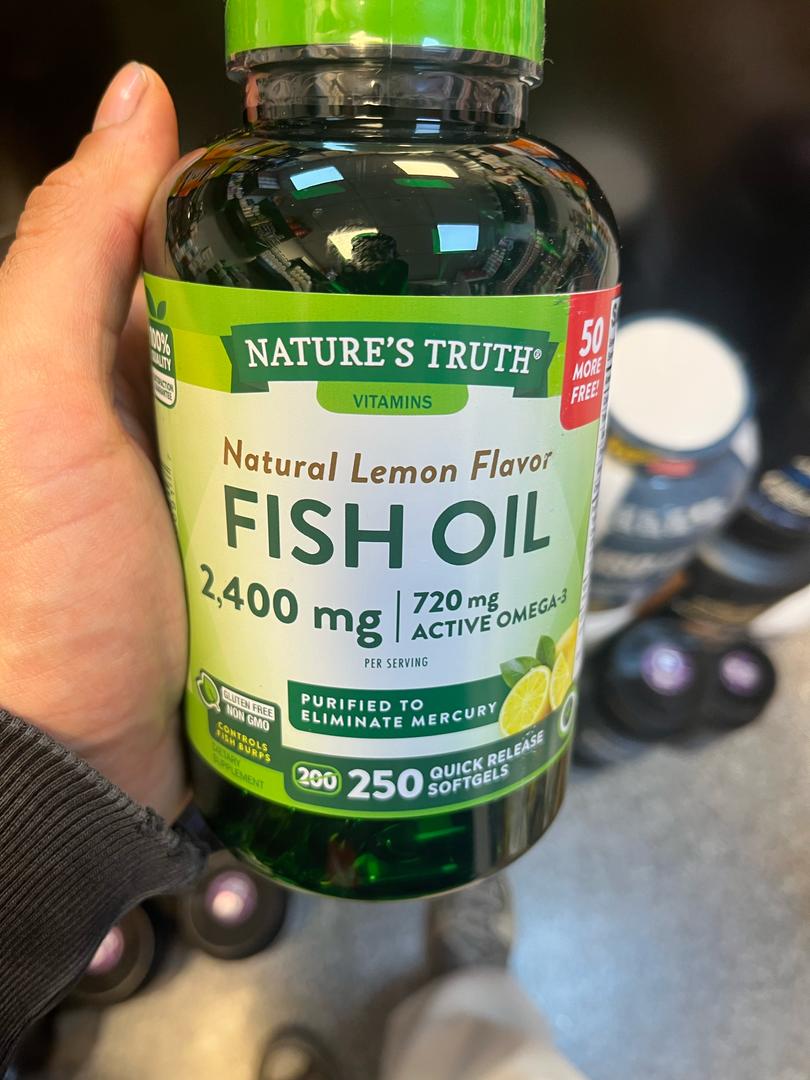 100%
QUALITY
NATURE'S TRUTH®
VITAMINS
50
MORE
FREE!
Natural Lemon Flavor
FISH OIL
2,400 mg
720 mg
ACTIVE OMEGA-3
PER SERVING
PURIFIED TO
ELIMINATE MERCURY
GLUTEN FREE
NON GMO
CONTROLS
FISH BURPS
DIETARY
SUPPLEMENT
200 250 QUICK RELEASE
SOFTGELS